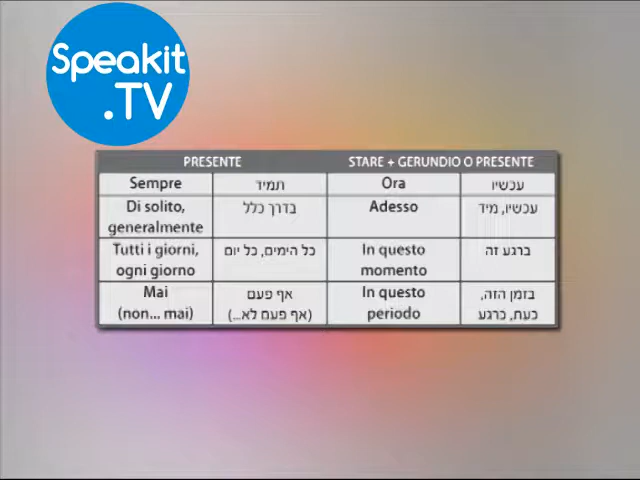 Speakit
.TV
PRESENTE STARE + GERUNDIO O PRESENTE
Sempre תמיד Ora עכשיו
Di solito, generalmente בדרך כלל Adesso עכשיו, מיד
Tutti i giorni, ogni giorno כל הימים, כל יום In questo momento ברגע זה
Mai (non... mai) אף פעם (אף פעם לא...) In questo periodo בזמן הזה, כעת, כרגע